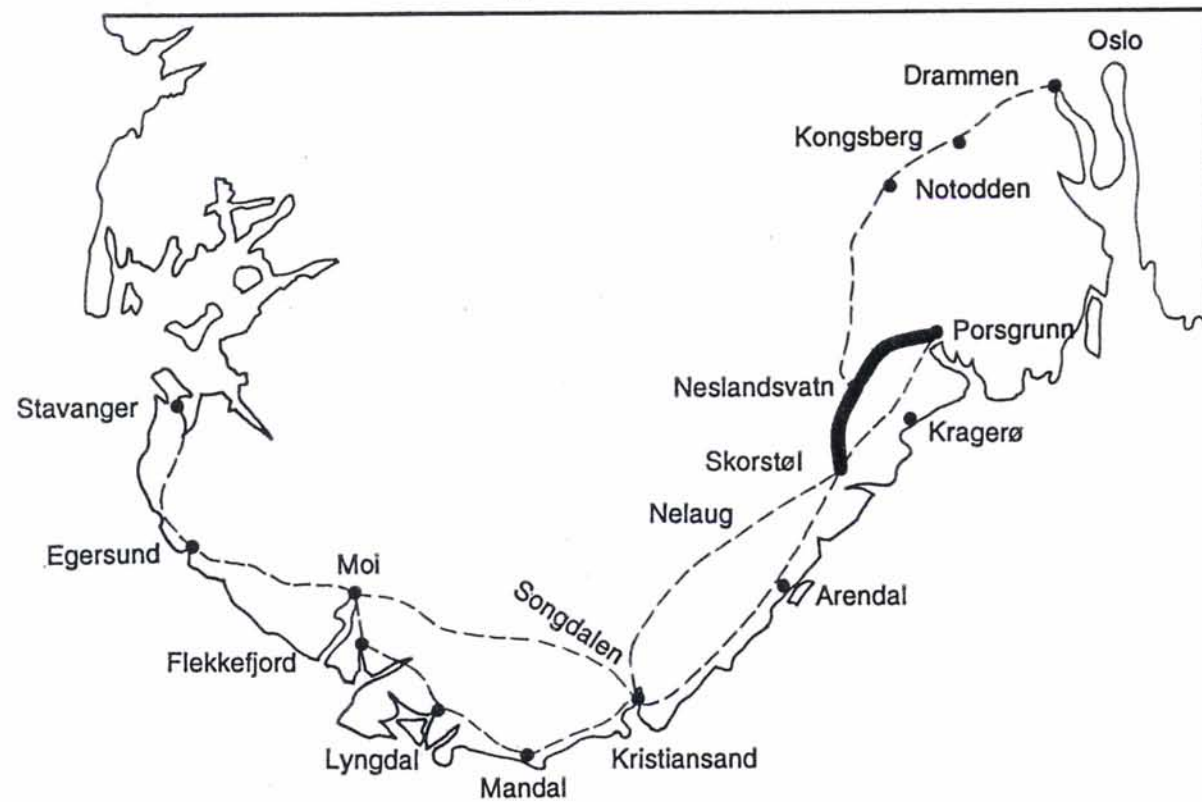 Oslo
Drammen
Kongsberg
Notodden
Porsgrunn
Neslandsvatn
Stavanger
Kragerø
Skorstøl
Nelaug
Egersund
Moi
Songdalen
Arendal
Flekkefjord
Lyngdal
Kristiansand
Mandal